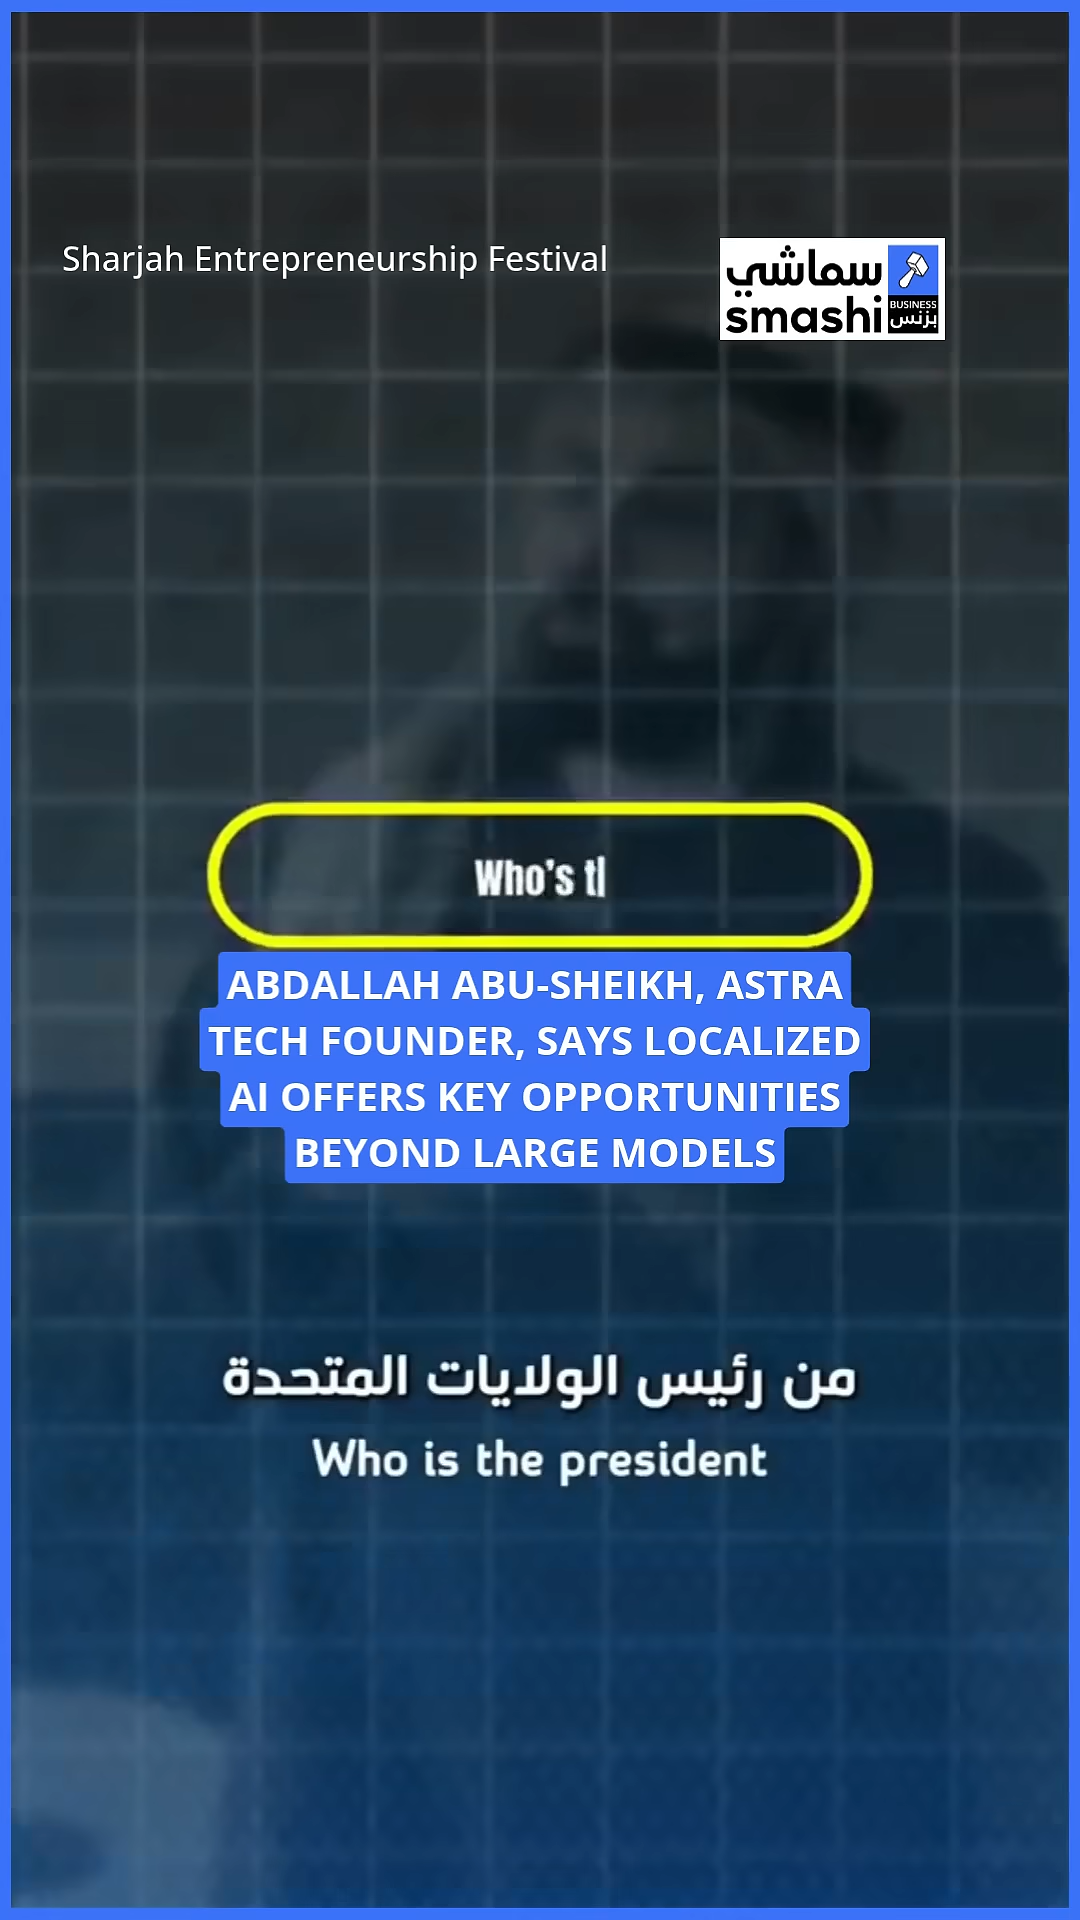 Sharjah Entrepreneurship Festival
سماشي
smashi
BUSINESS
بزنس
Who's t
ABDALLAH ABU-SHEIKH, ASTRA
TECH FOUNDER, SAYS LOCALIZED
AI OFFERS KEY OPPORTUNITIES
BEYOND LARGE MODELS
من رئيس الولايات المتحدة
Who is the president